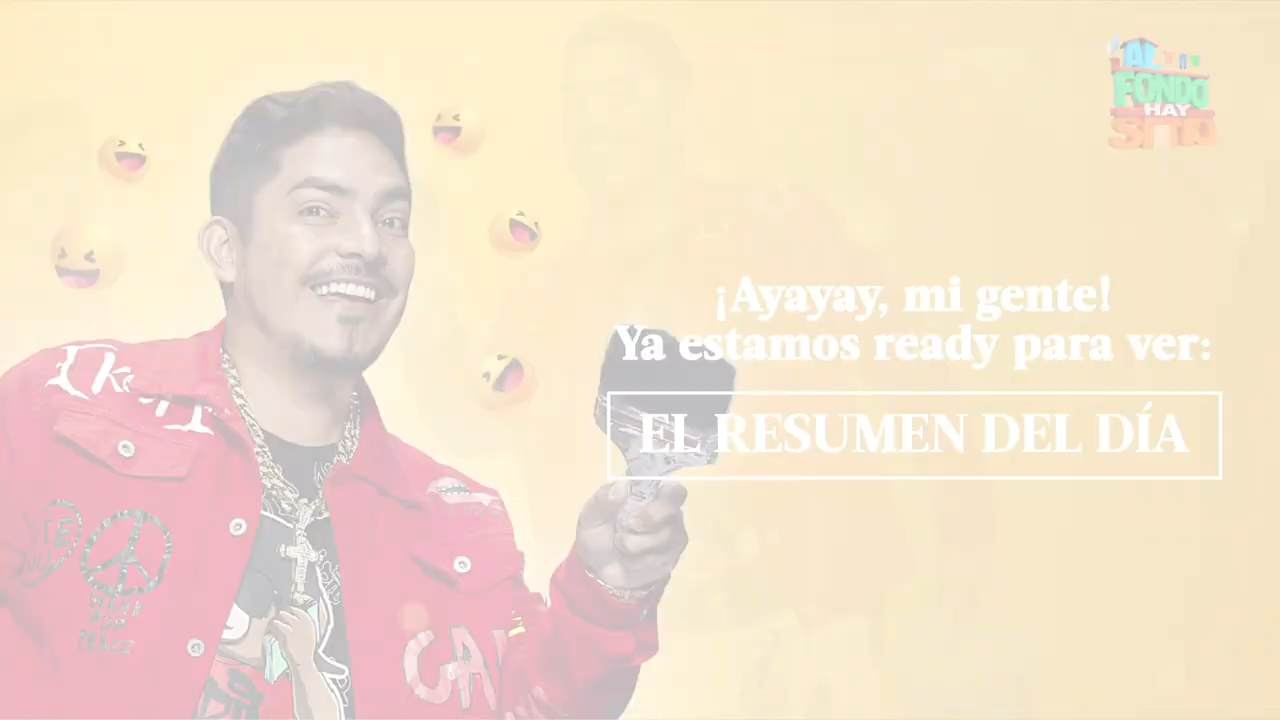 AL
FONDO
HAY
SITIO
¡Ayayay, mi gente!
Ya estamos ready para ver:
EL RESUMEN DEL DÍA